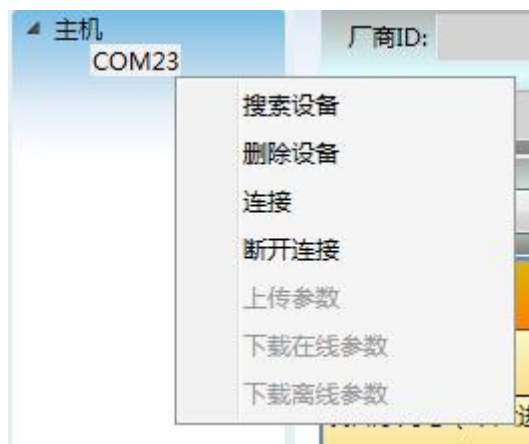 主机
COM23
厂商ID:
搜索设备
删除设备
连接
断开连接
上传参数
下载在线参数
下载离线参数